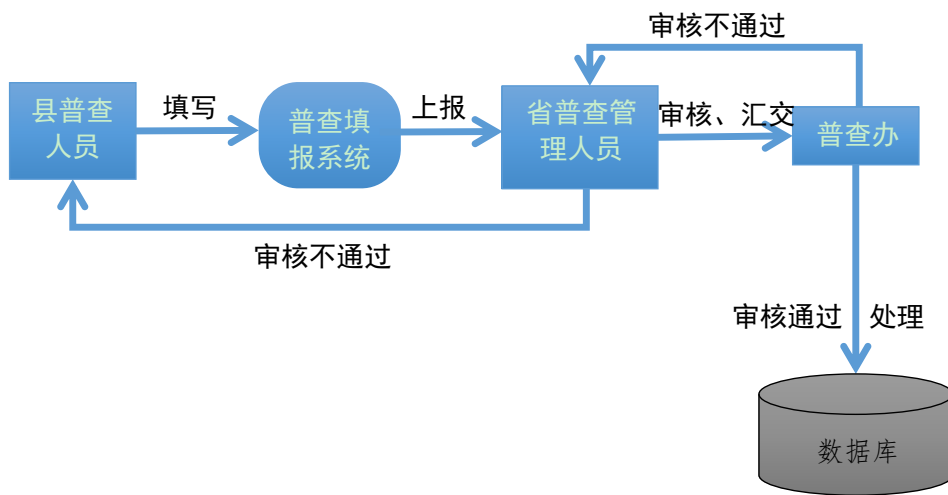 审核不通过
县普查
人员
填写
普查填
报系统
上报
省普查管
理人员
审核、汇交
普查办
审核不通过
审核通过
处理
数据库